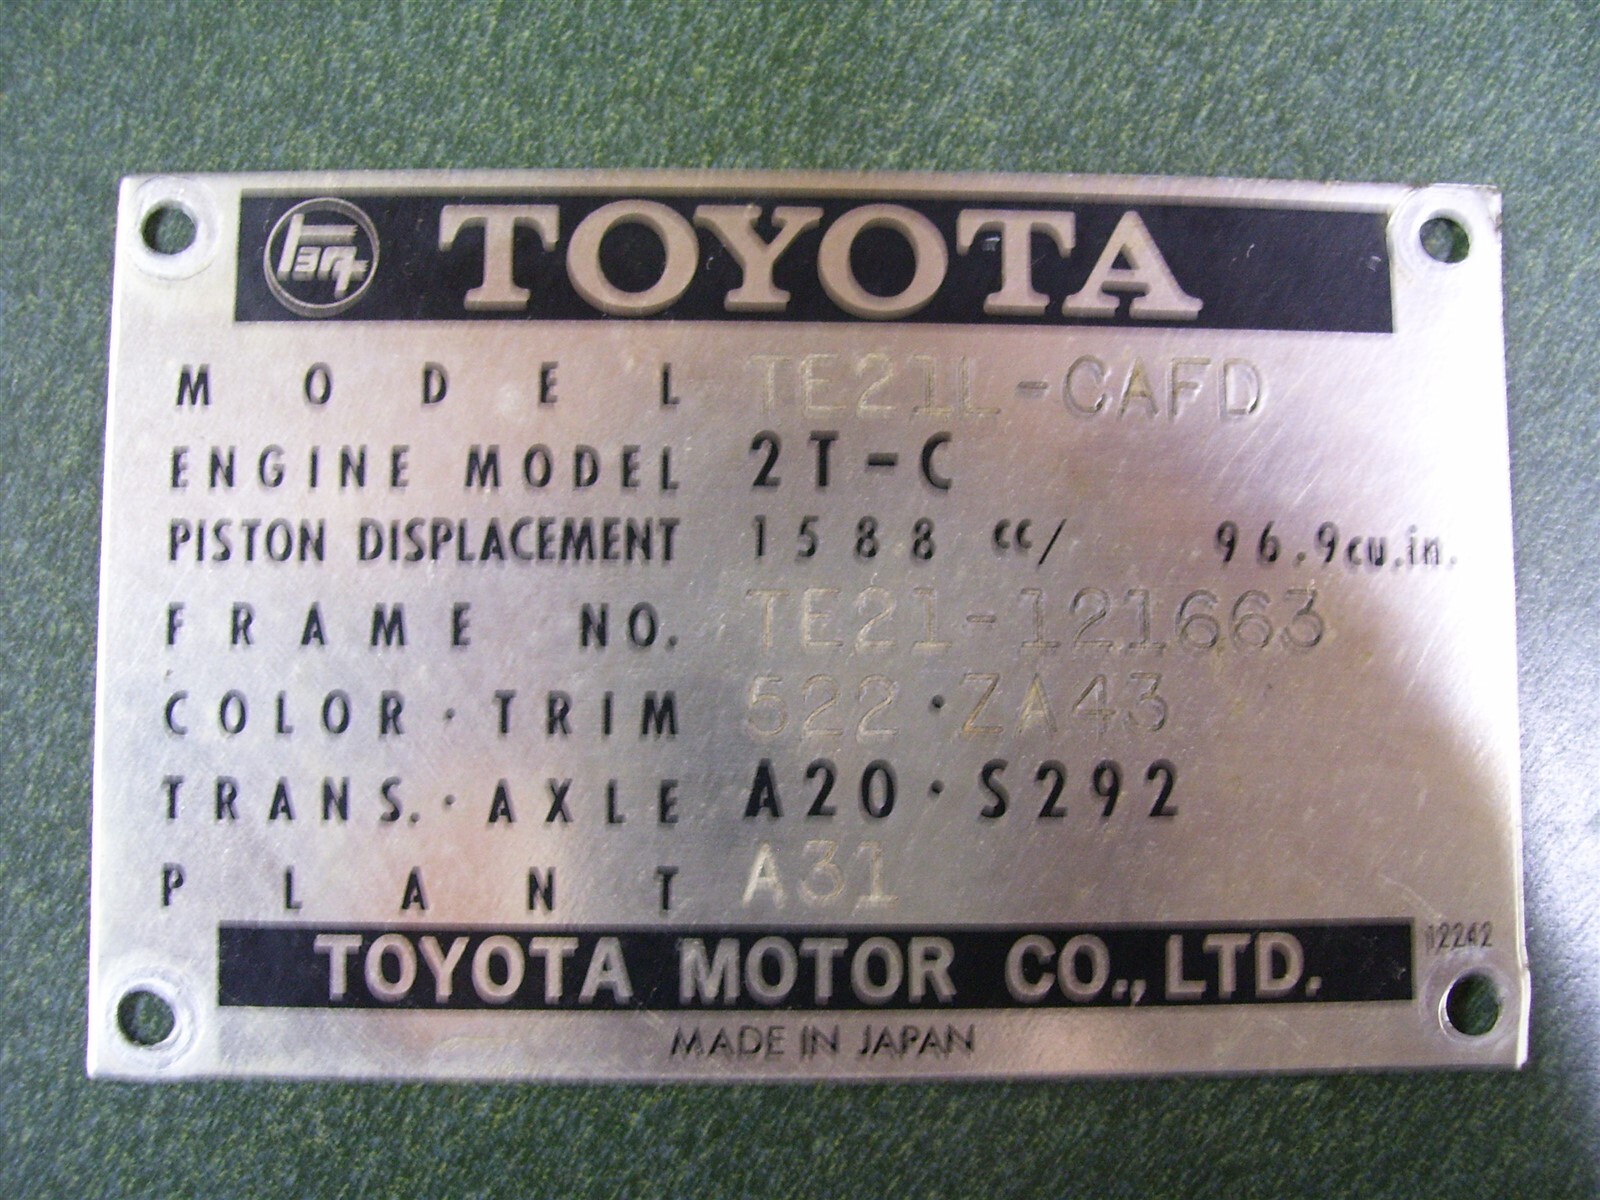 TEQ TOYOTA
MODEL TE21L-CAFD
ENGINE MODEL 2T-C
PISTON DISPLACEMENT 1588 cc/ 96.9cu.in.
FRAME NO. TE21-121663
COLOR·TRIM 522·ZA43
TRANS.·AXLE A20·S292
PLANT A31
TOYOTA MOTOR CO., LTD. 12242
MADE IN JAPAN